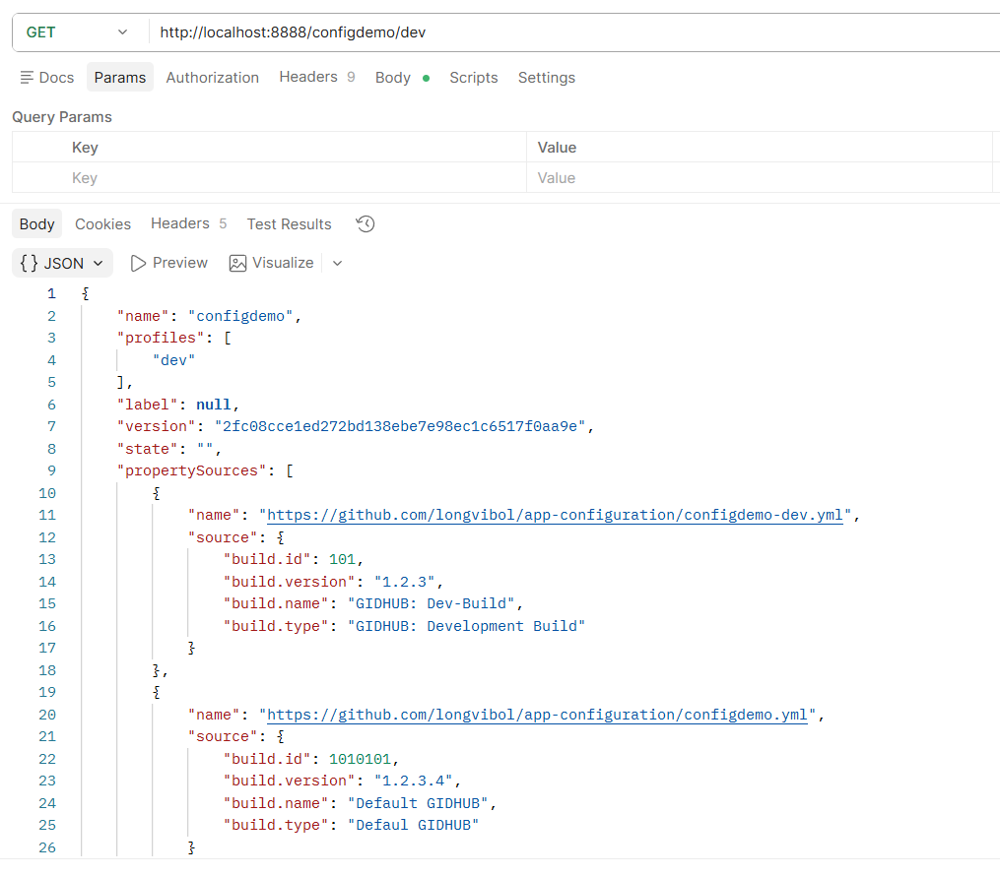 GET http://localhost:8888/configdemo/dev
Docs Params Authorization Headers 9 Body Scripts Settings
Query Params
Key Value
Key Value
Body Cookies Headers 5 Test Results
{} JSON Preview Visualize
1 {
2 "name": "configdemo",
3 "profiles": [
4 "dev"
5 ],
6 "label": null,
7 "version": "2fc08cce1ed272bd138ebe7e98ec1c6517f0aa9e",
8 "state": "",
9 "propertySources": [
10 {
11 "name": "https://github.com/longvibol/app-configuration/configdemo-dev.yml",
12 "source": {
13 "build.id": 101,
14 "build.version": "1.2.3",
15 "build.name": "GIDHUB: Dev-Build",
16 "build.type": "GIDHUB: Development Build"
17 }
18 },
19 {
20 "name": "https://github.com/longvibol/app-configuration/configdemo.yml",
21 "source": {
22 "build.id": 1010101,
23 "build.version": "1.2.3.4",
24 "build.name": "Default GIDHUB",
25 "build.type": "Defaul GIDHUB"
26 }